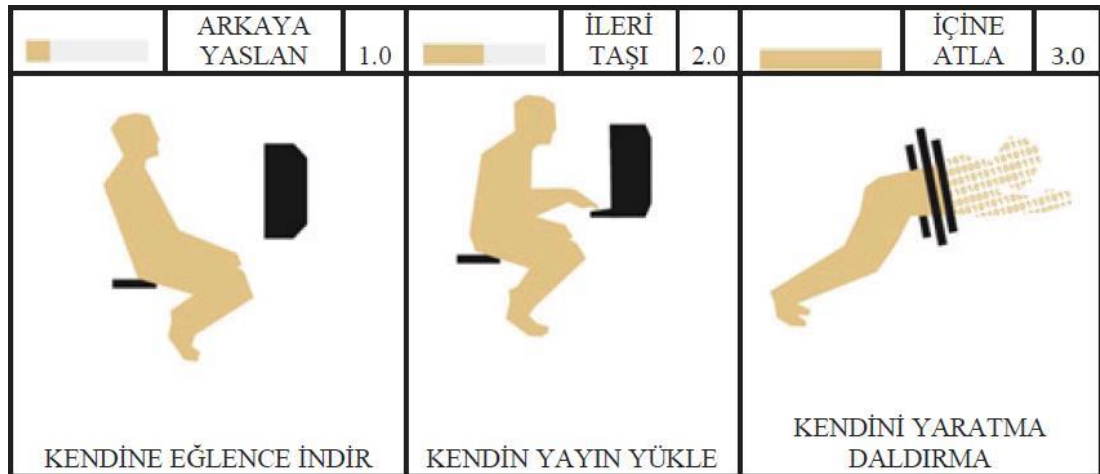 ARKAYA
YASLAN
1.0
İLERİ
TAŞI
2.0
İÇİNE
ATLA
3.0
KENDİNE EĞLENCE İNDİR
KENDİN YAYIN YÜKLE
KENDİNİ YARATMA
DALDIRMA